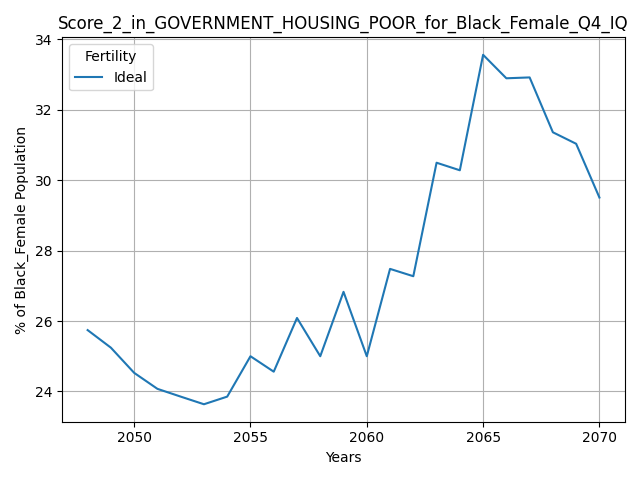 Score_2_in_GOVERNMENT_HOUSING_POOR_for_Black_Female_Q4_IQ
34
32
30
28
26
24
% of Black_Female Population
Fertility
Ideal
2050
2055
2060
2065
2070
Years